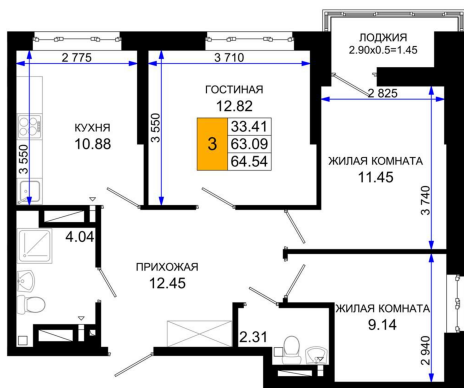 ЛОДЖИЯ
2.90x0.5=1.45
2 775
3 710
2 825
ГОСТИНАЯ
12.82
КУХНЯ
10.88
3 550
3 550
3
33.41
63.09
64.54
ЖИЛАЯ КОМНАТА
11.45
3 740
4.04
ПРИХОЖАЯ
12.45
ЖИЛАЯ КОМНАТА
9.14
2.31
2 940